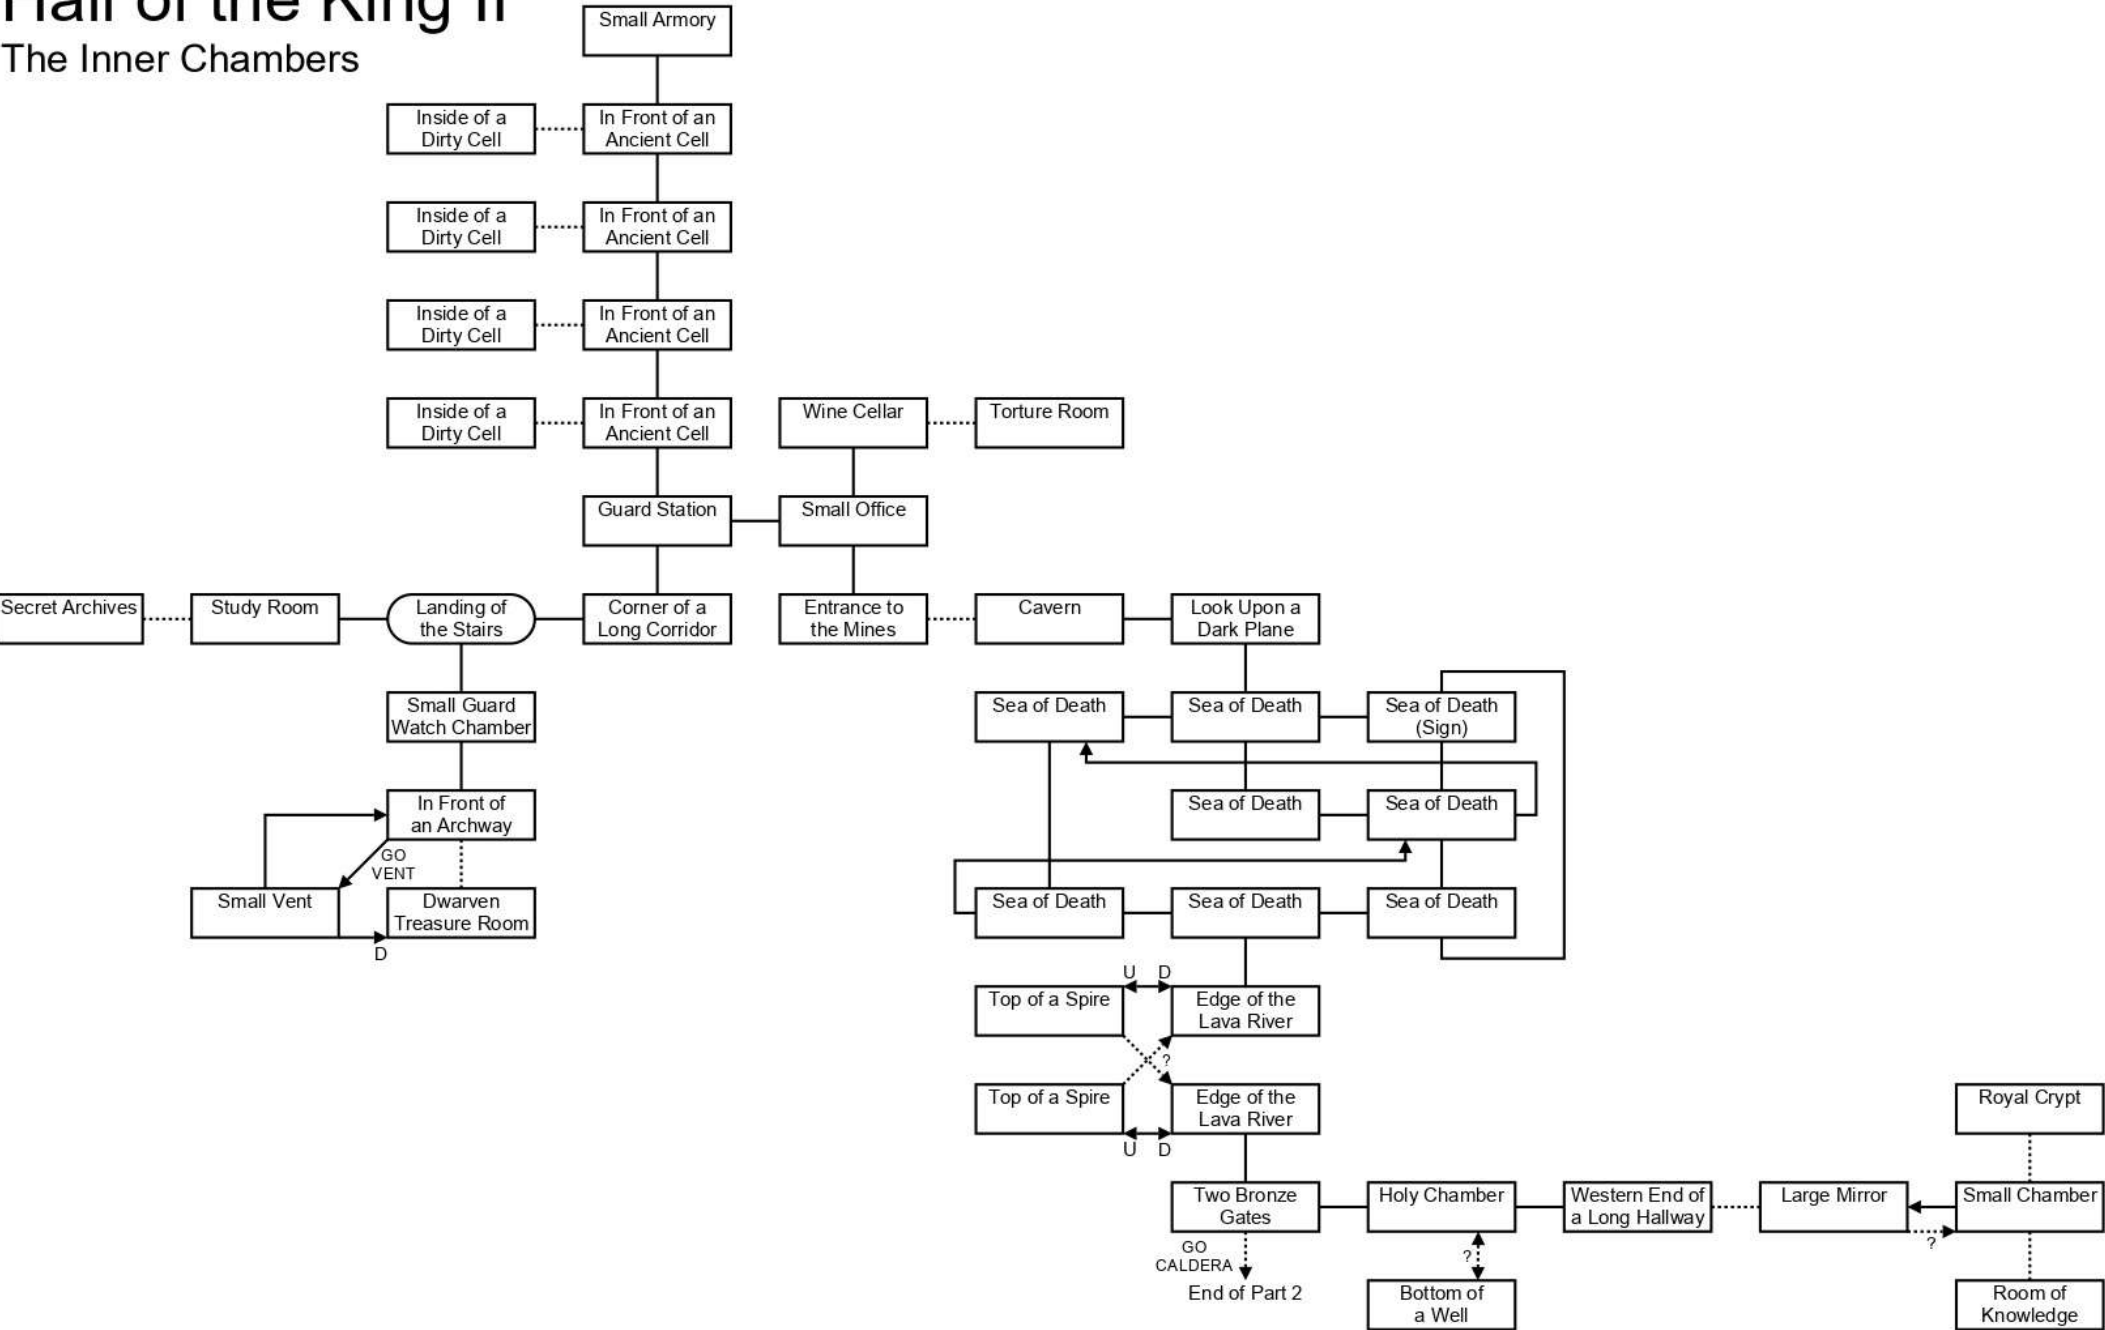 Hall of the King II
The Inner Chambers
Small Armory
Inside of a
Dirty Cell
In Front of an
Ancient Cell
Inside of a
Dirty Cell
In Front of an
Ancient Cell
Inside of a
Dirty Cell
In Front of an
Ancient Cell
Inside of a
Dirty Cell
In Front of an
Ancient Cell
Wine Cellar
Torture Room
Guard Station
Small Office
Secret Archives
Study Room
Landing of
the Stairs
Corner of a
Long Corridor
Entrance to
the Mines
Cavern
Look Upon a
Dark Plane
Small Guard
Watch Chamber
Sea of Death
Sea of Death
Sea of Death
(Sign)
In Front of
an Archway
Sea of Death
Sea of Death
GO
VENT
Small Vent
D
Dwarven
Treasure Room
Sea of Death
Sea of Death
Sea of Death
U D
Top of a Spire
Edge of the
Lava River
?
Top of a Spire
Edge of the
Lava River
U D
Royal Crypt
Two Bronze
Gates
Holy Chamber
Western End of
a Long Hallway
Large Mirror
Small Chamber
?
GO
CALDERA
End of Part 2
?
Bottom of
a Well
Room of
Knowledge